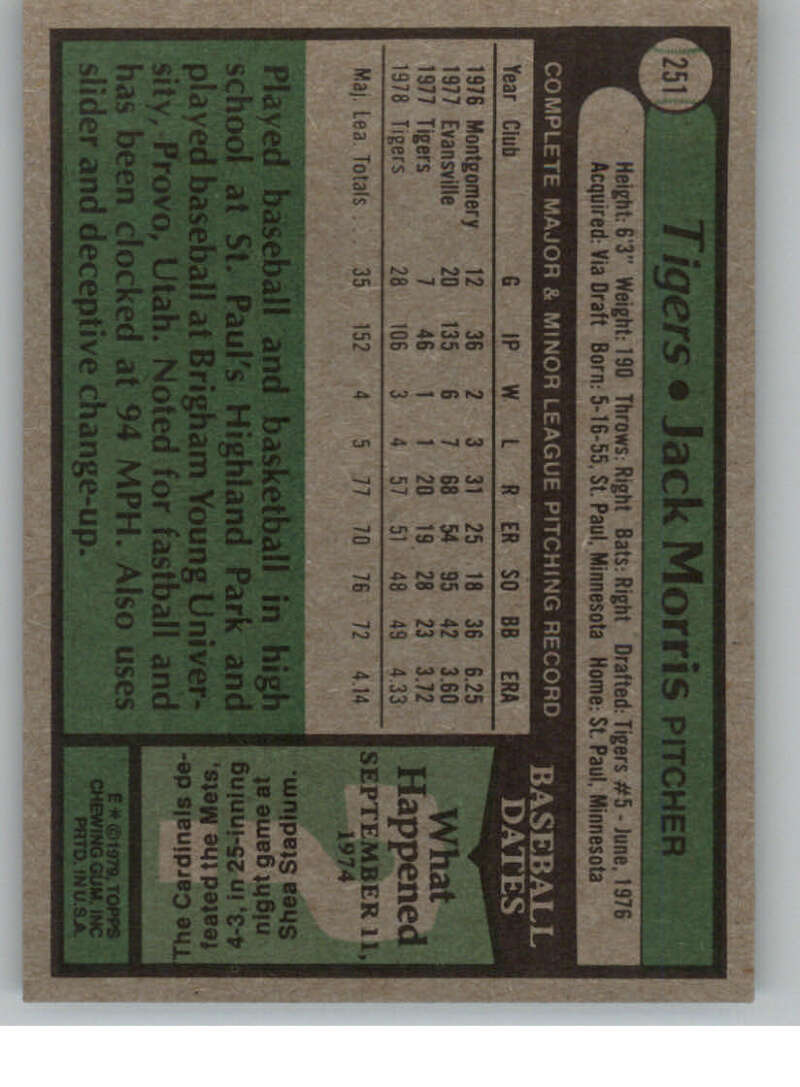 251
Tigers • Jack Morris PITCHER
Height: 6'3" Weight: 190 Throws: Right Bats: Right Drafted: Tigers #5 - June, 1976
Acquired: Via Draft Born: 5-16-55, St. Paul, Minnesota Home: St. Paul, Minnesota
COMPLETE MAJOR & MINOR LEAGUE PITCHING RECORD
Year Club G IP W L R ER SO BB ERA
1976 Montgomery 12 36 2 3 31 25 18 36 6.25
1977 Evansville 20 135 6 7 68 54 95 42 3.60
1977 Tigers 7 46 1 1 20 19 28 23 3.72
1978 Tigers 28 106 3 4 57 51 48 49 4.33
Maj. Lea Totals . 35 152 4 5 77 70 76 72 4.14
Played baseball and basketball in high
school at St. Paul's Highland Park and
played baseball at Brigham Young Univer-
sity, Provo, Utah. Noted for fastball and
has been clocked at 94 MPH. Also uses
slider and deceptive change-up.
BASEBALL
DATES
What
Happened
SEPTEMBER 11,
1974
The Cardinals de-
feated the Mets,
4-3, in 25-inning
night game at
Shea Stadium.
E*©1979, TOPPS
CHEWING GUM, INC
PRTD. IN U.S.A.